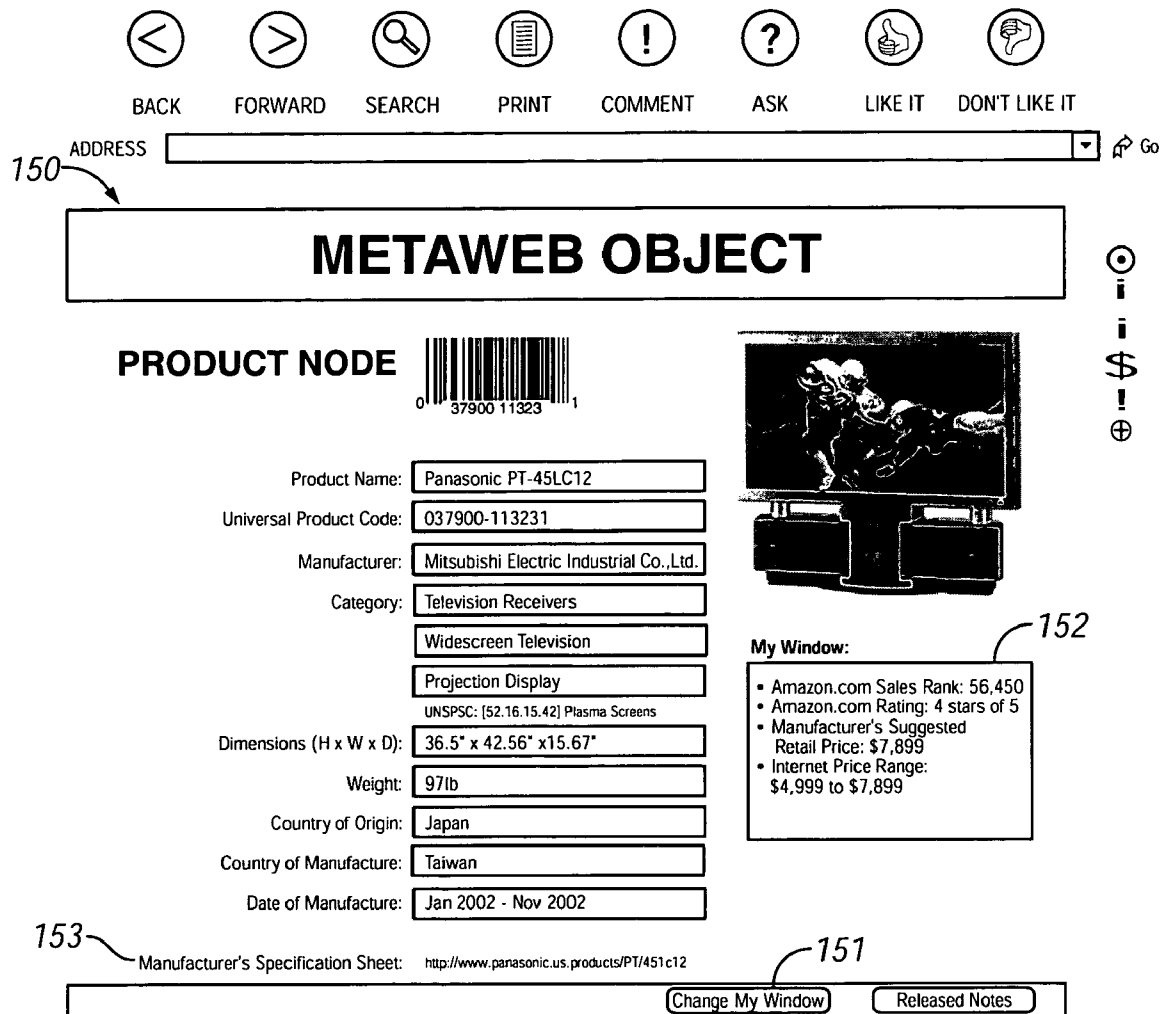 BACK FORWARD SEARCH PRINT COMMENT ASK LIKE IT DON'T LIKE IT
ADDRESS Go
150
METAWEB OBJECT
PRODUCT NODE
0 37900 11323 1
Product Name: Panasonic PT-45LC12
Universal Product Code: 037900-113231
Manufacturer: Mitsubishi Electric Industrial Co.,Ltd.
Category: Television Receivers
Widescreen Television
Projection Display
UNSPSC: [52.16.15.42] Plasma Screens
Dimensions (H x W x D): 36.5" x 42.56" x15.67"
Weight: 97lb
Country of Origin: Japan
Country of Manufacture: Taiwan
Date of Manufacture: Jan 2002 - Nov 2002
152
My Window:
• Amazon.com Sales Rank: 56,450
• Amazon.com Rating: 4 stars of 5
• Manufacturer's Suggested
Retail Price: $7,899
• Internet Price Range:
$4,999 to $7,899
153
Manufacturer's Specification Sheet: http://www.panasonic.us.products/PT/451c12
151
Change My Window Released Notes